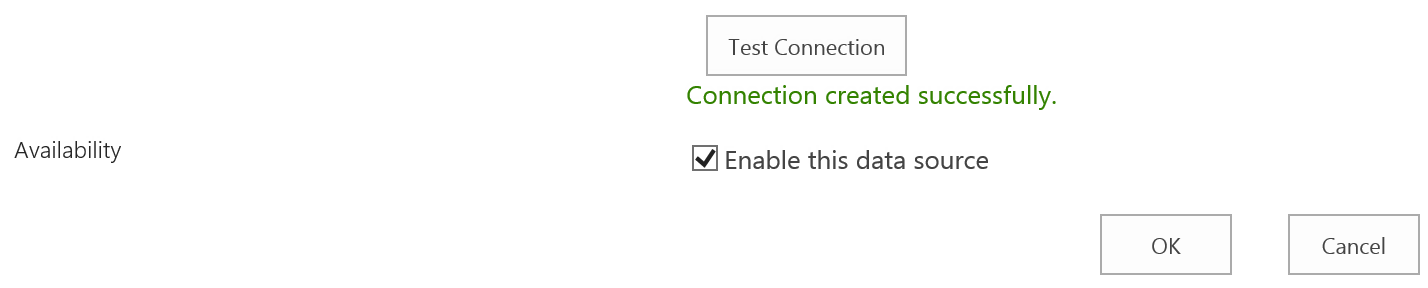 Test Connection
Connection created successfully.
Availability
Enable this data source
OK
Cancel